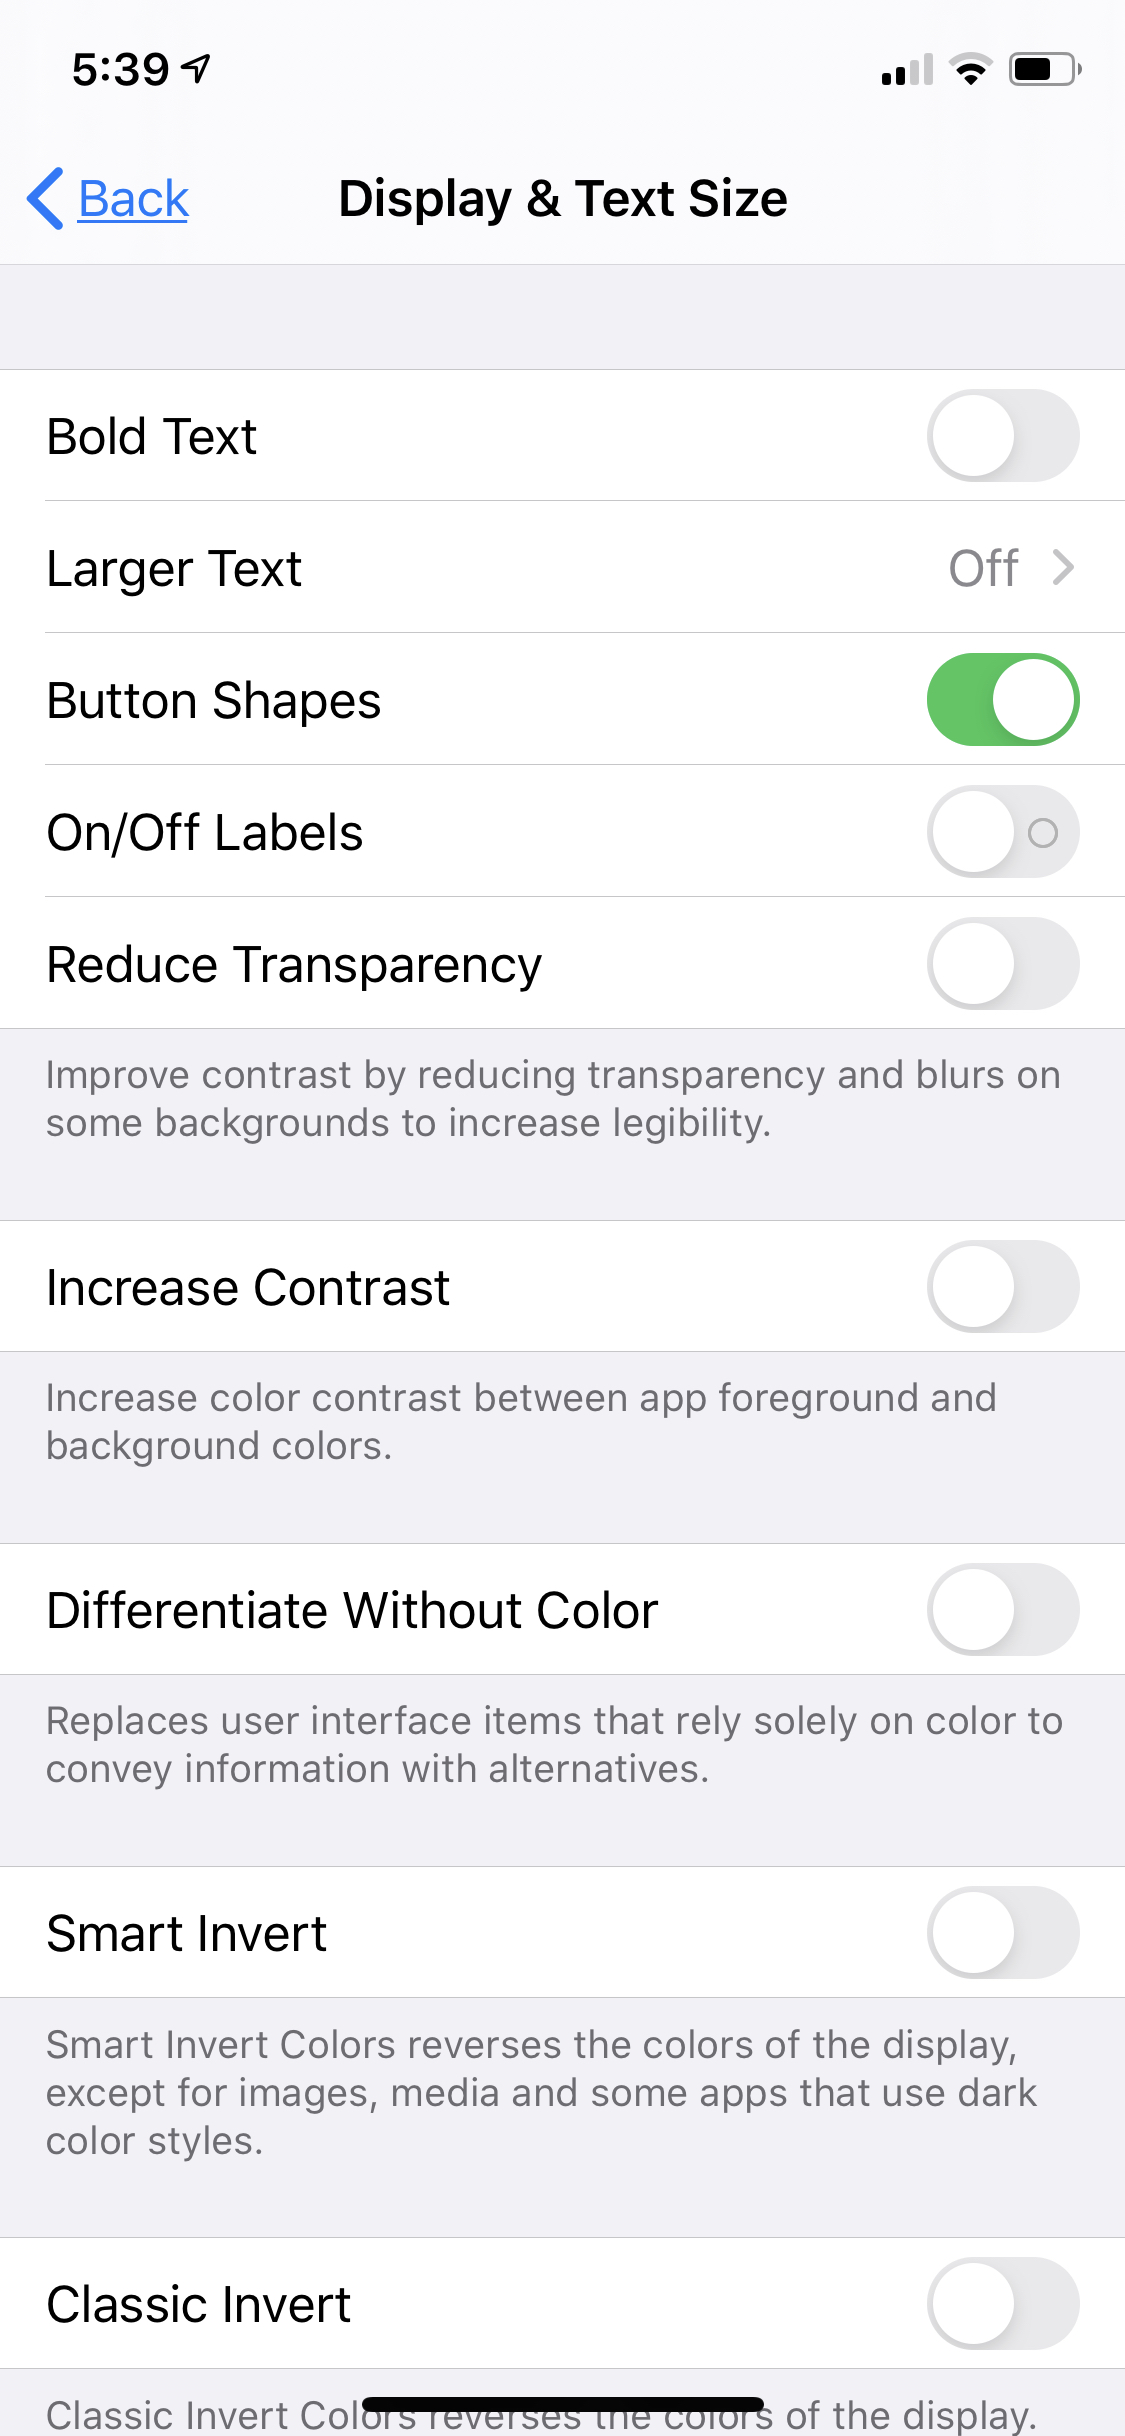 5:39
Back
Display & Text Size
Bold Text
Larger Text
Off
Button Shapes
On/Off Labels
Reduce Transparency
Improve contrast by reducing transparency and blurs on
some backgrounds to increase legibility.
Increase Contrast
Increase color contrast between app foreground and
background colors.
Differentiate Without Color
Replaces user interface items that rely solely on color to
convey information with alternatives.
Smart Invert
Smart Invert Colors reverses the colors of the display,
except for images, media and some apps that use dark
color styles.
Classic Invert
Classic Invert Colors reverses the colors of the display.